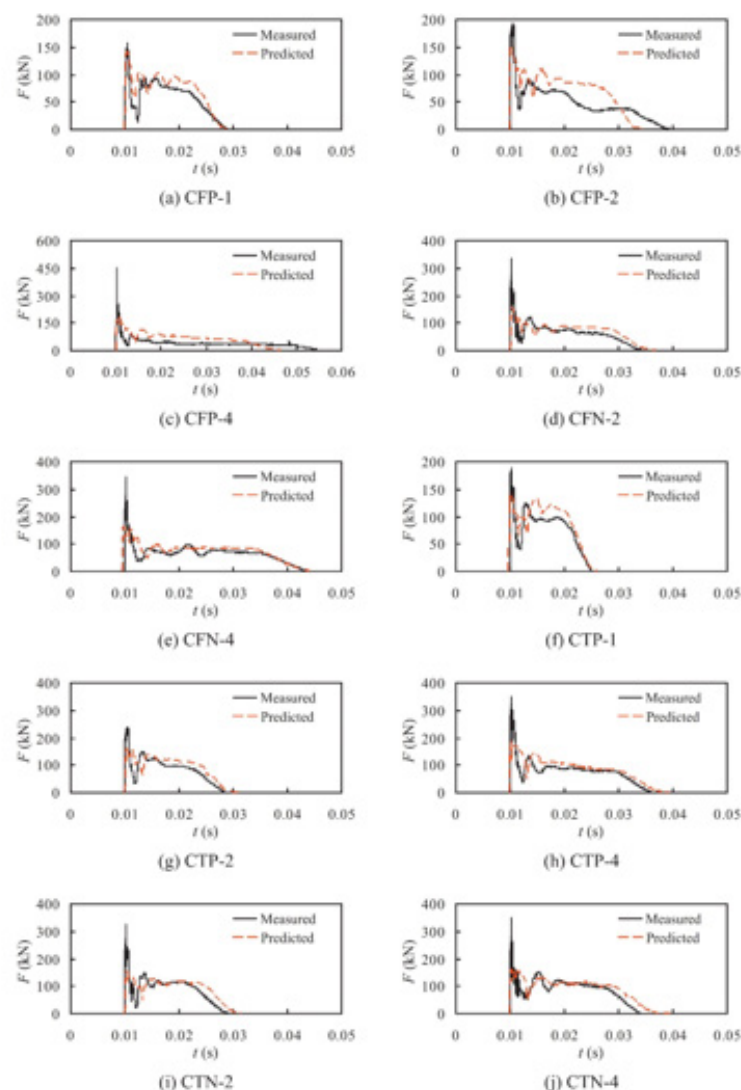 200
150
100
50
0
F (kN)
Measured
Predicted
0 0.01 0.02 0.03 0.04 0.05
t (s)
(a) CFP-1
200
150
100
50
0
F (kN)
Measured
Predicted
0 0.01 0.02 0.03 0.04 0.05
t (s)
(b) CFP-2
600
450
300
150
0
F (kN)
Measured
Predicted
0 0.01 0.02 0.03 0.04 0.05 0.06
t (s)
(c) CFP-4
400
300
200
100
0
F (kN)
Measured
Predicted
0 0.01 0.02 0.03 0.04 0.05
t (s)
(d) CFN-2
400
300
200
100
0
F (kN)
Measured
Predicted
0 0.01 0.02 0.03 0.04 0.05
t (s)
(e) CFN-4
200
150
100
50
0
F (kN)
Measured
Predicted
0 0.01 0.02 0.03 0.04 0.05
t (s)
(f) CTP-1
400
300
200
100
0
F (kN)
Measured
Predicted
0 0.01 0.02 0.03 0.04 0.05
t (s)
(g) CTP-2
400
300
200
100
0
F (kN)
Measured
Predicted
0 0.01 0.02 0.03 0.04 0.05
t (s)
(h) CTP-4
400
300
200
100
0
F (kN)
Measured
Predicted
0 0.01 0.02 0.03 0.04 0.05
t (s)
(i) CTN-2
400
300
200
100
0
F (kN)
Measured
Predicted
0 0.01 0.02 0.03 0.04 0.05
t (s)
(j) CTN-4